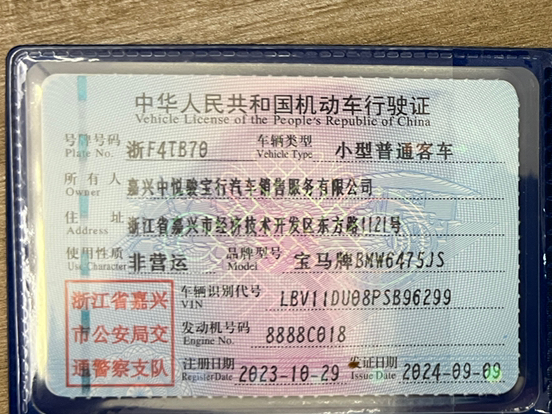 中华人民共和国机动车行驶证
Vehicle License of the People's Republic of China
号牌号码 浙F4TB70 车辆类型 小型普通客车
Plate No. Vehicle Type
所有人 嘉兴中悦骏宝行汽车销售服务有限公司
Owner
住址 浙江省嘉兴市经济技术开发区东方路1121号
Address
使用性质 非营运 品牌型号 宝马牌BMW6475JS
Use Character Model
浙江省嘉兴市公安局交通警察支队
车辆识别代号 LBV11DU08PSB96299
VIN
发动机号码 8888C018
Engine No.
注册日期 2023-10-29 发证日期 2024-09-09
Register Date Issue Date